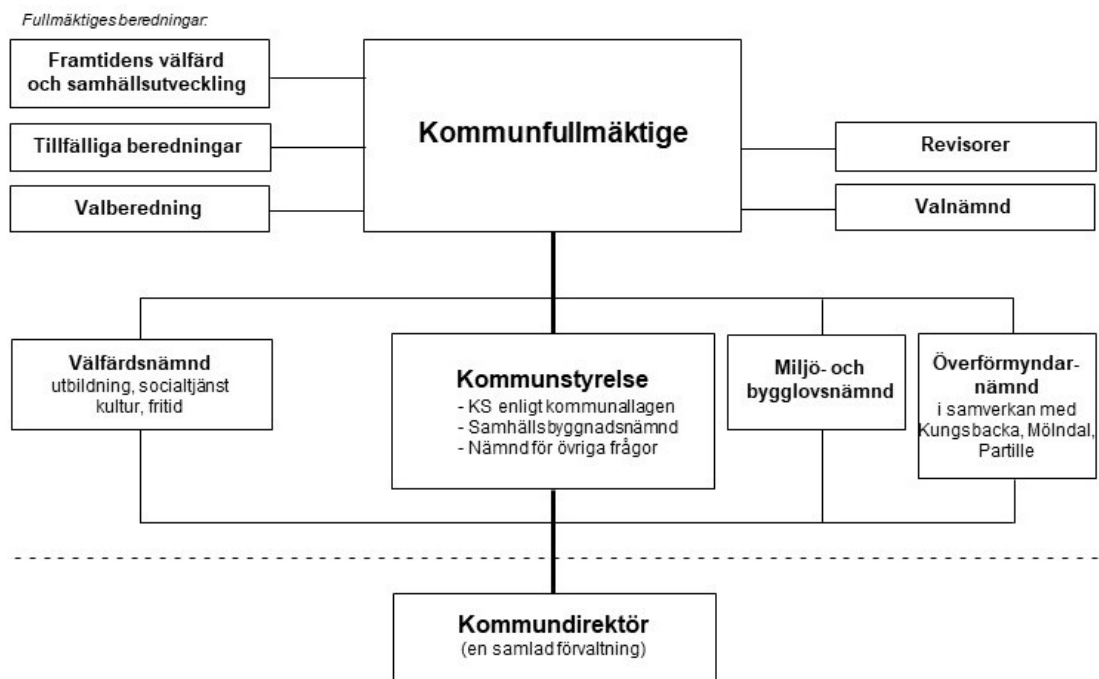 Fullmäktiges beredningar:
Framtidens välfärd
och samhällsutveckling
Tillfälliga beredningar
Valberedning
Kommunfullmäktige
Revisorer
Valnämnd
Välfärdsnämnd
utbildning, socialtjänst
kultur, fritid
Kommunstyrelse
- KS enligt kommunallagen
- Samhällsbyggnadsnämnd
- Nämnd för övriga frågor
Miljö- och
bygglovsnämnd
Överförmyndar-
nämnd
i samverkan med
Kungsbacka, Mölndal,
Partille
Kommundirektör
(en samlad förvaltning)